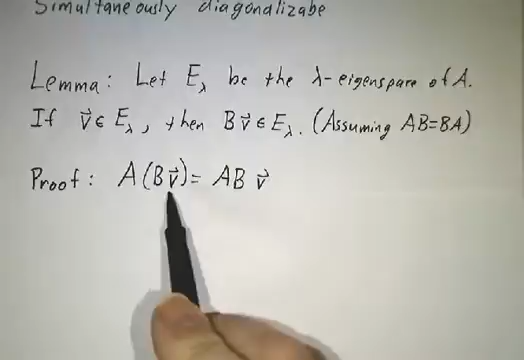 Simultaneously diagonalizabe
Lemma: Let E_λ be the λ-eigenspare of A.
If v⃗ ∈ E_λ, then Bv⃗ ∈ E_λ. (Assuming AB=BA)
Proof: A(Bv⃗) = AB v⃗